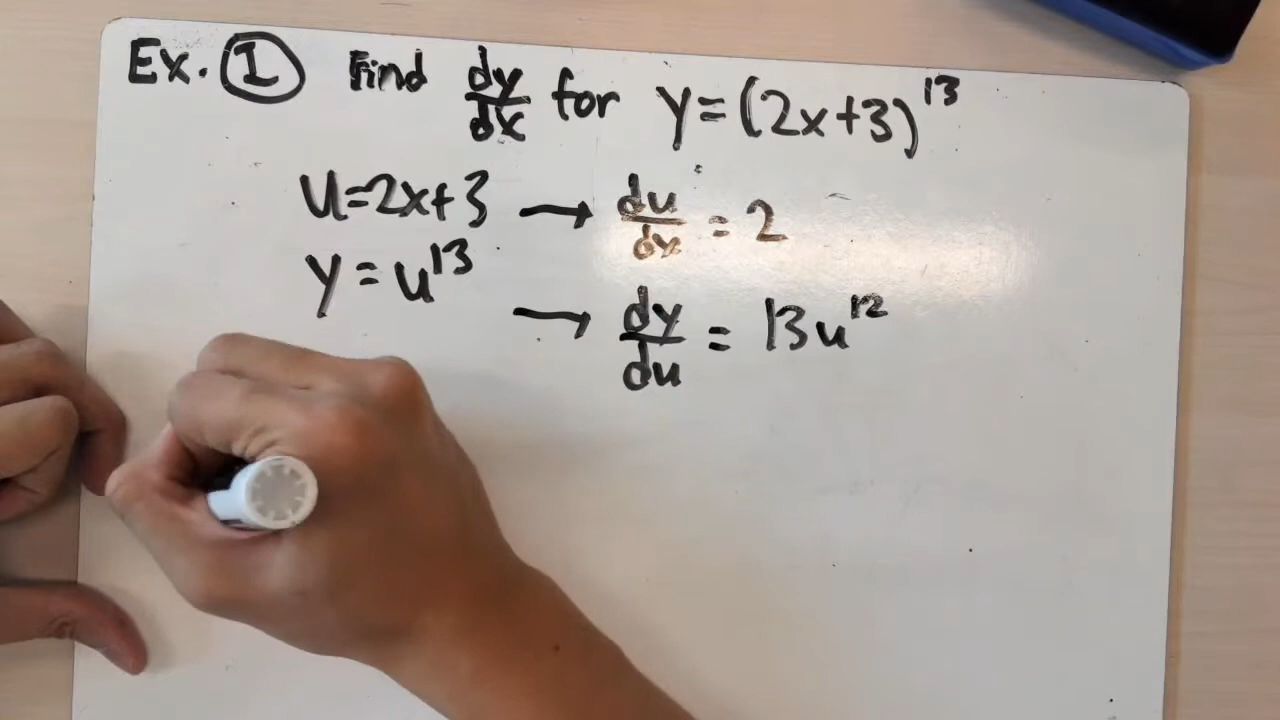 Ex. ① Find dy/dx for y=(2x+3)^13
u=2x+3 → du/dx = 2
y=u^13
→ dy/du = 13u^12